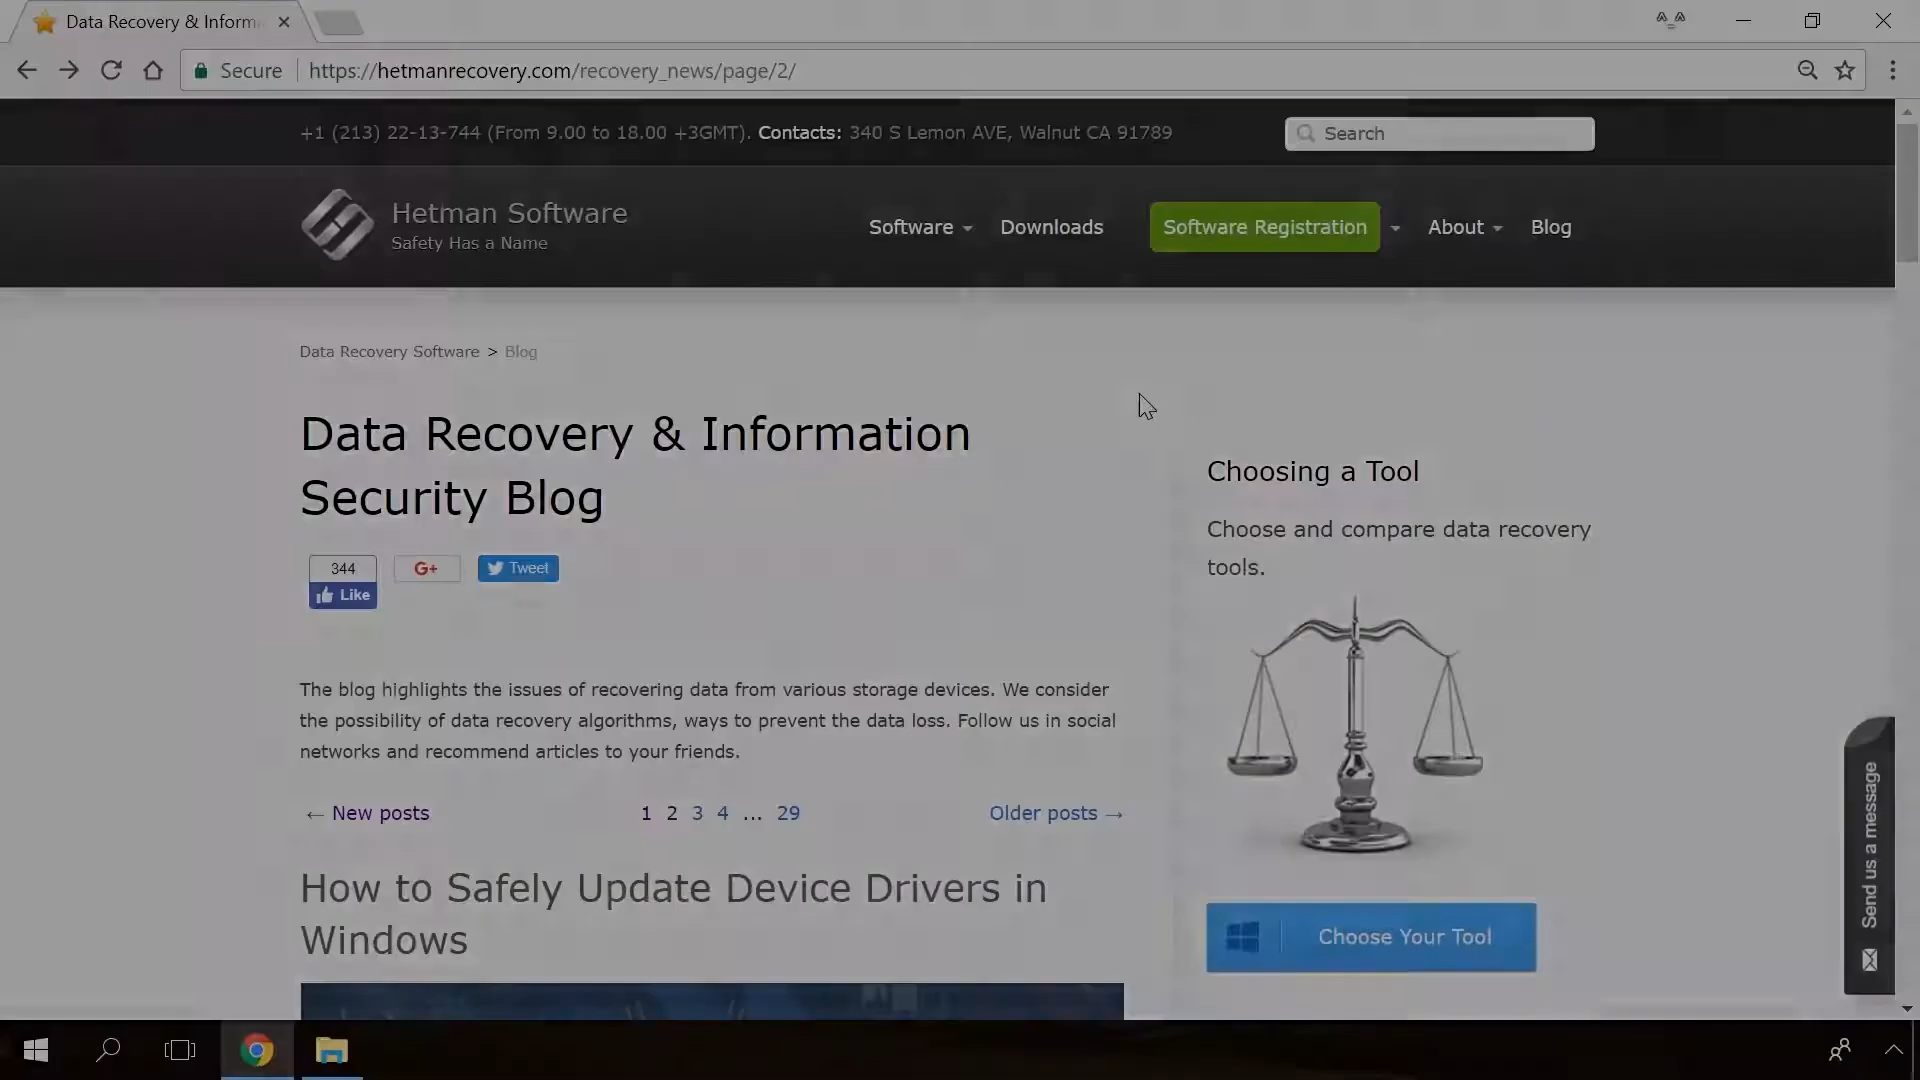 Data Recovery & Inform
Secure
https://hetmanrecovery.com/recovery_news/page/2/
+1 (213) 22-13-744 (From 9.00 to 18.00 +3GMT). Contacts: 340 S Lemon AVE, Walnut CA 91789
Search
Hetman Software
Safety Has a Name
Software
Downloads
Software Registration
About
Blog
Data Recovery Software > Blog
Data Recovery & Information
Security Blog
344
Like
G+
Tweet
Choosing a Tool
Choose and compare data recovery
tools.
The blog highlights the issues of recovering data from various storage devices. We consider
the possibility of data recovery algorithms, ways to prevent the data loss. Follow us in social
networks and recommend articles to your friends.
← New posts
1 2 3 4 ... 29
Older posts →
How to Safely Update Device Drivers in
Windows
Choose Your Tool
Send us a message